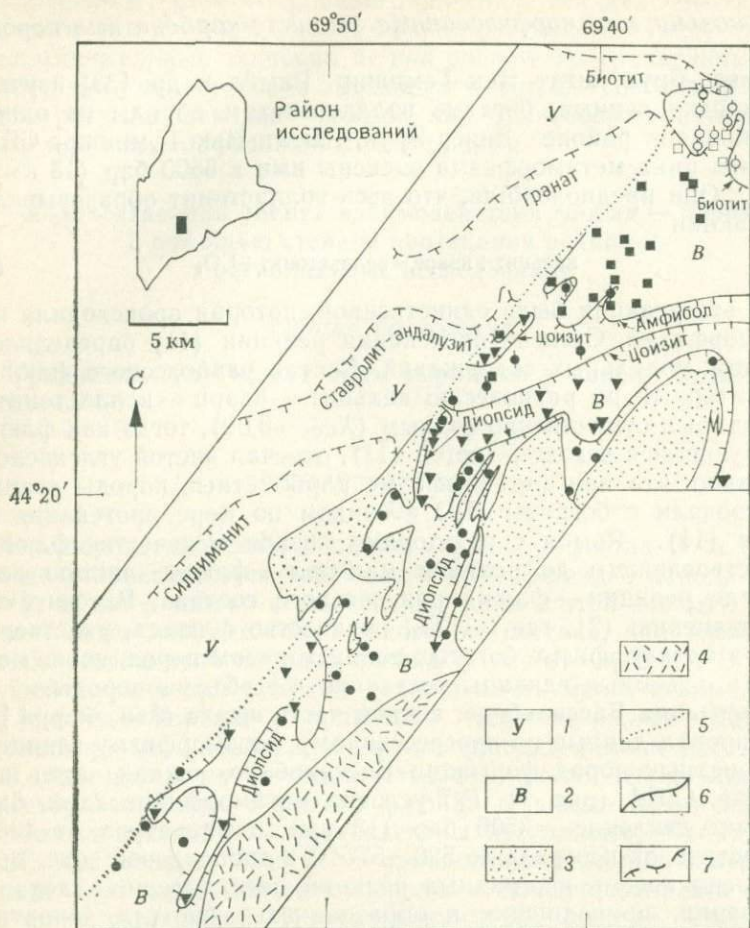 69°50'
69°40'
Район
исследований
5 км
С
44°20'
Биотит
У
Гранат
Биотит
В
андалузит
Ставролит
Цоизит
Амфибол
Цоизит
У
Диопсид
В
Силлиманит
Диопсид
У
У
В
Диопсид
В
У 1
В 2
3
4
5
6
7